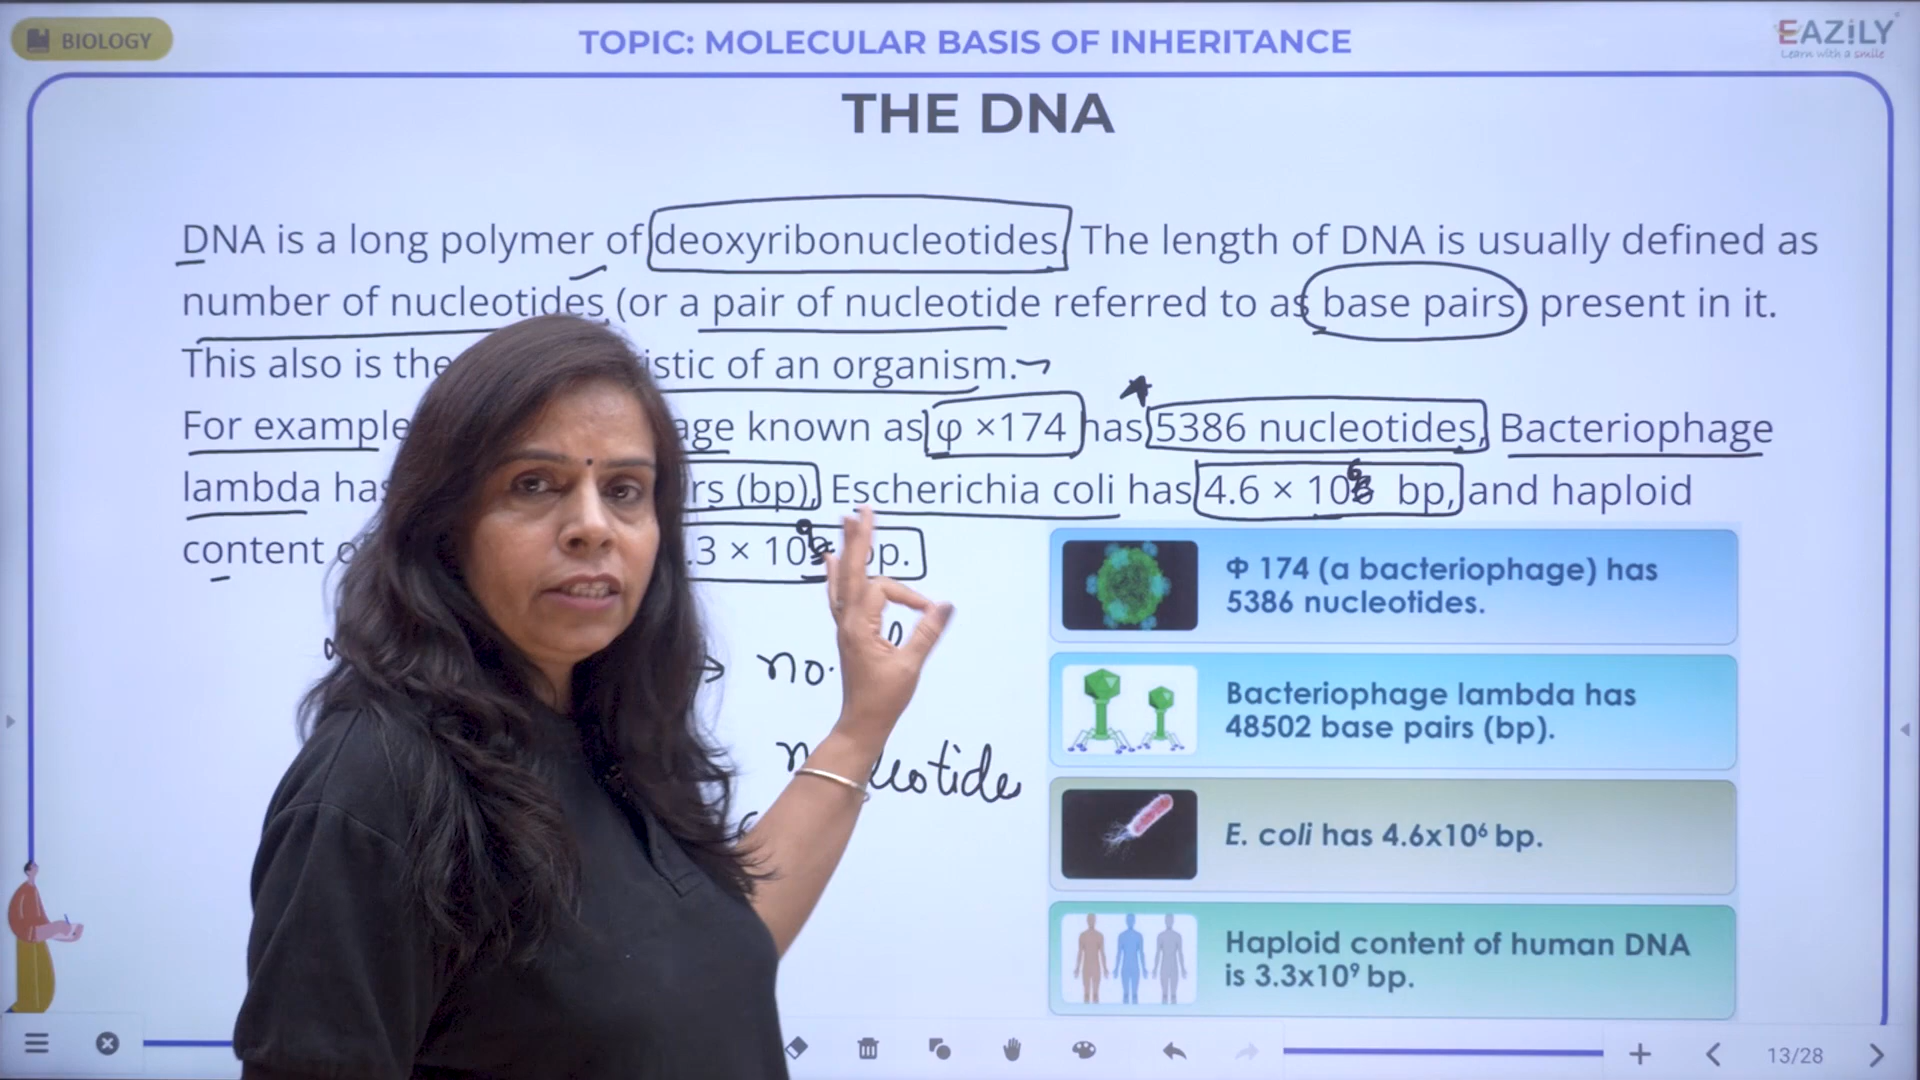 BIOLOGY
TOPIC: MOLECULAR BASIS OF INHERITANCE
EAZiLY
Learn with a smile
THE DNA
DNA is a long polymer of deoxyribonucleotides. The length of DNA is usually defined as
number of nucleotides (or a pair of nucleotide referred to as base pairs) present in it.
This also is the istic of an organism.
For example age known as φ ×174 has 5386 nucleotides, Bacteriophage
lambda has rs (bp), Escherichia coli has 4.6 × 10 6 bp, and haploid
content .3 × 10 9 bp.
→ no.
nucleotide
Φ 174 (a bacteriophage) has
5386 nucleotides.
Bacteriophage lambda has
48502 base pairs (bp).
E. coli has 4.6x10⁶ bp.
Haploid content of human DNA
is 3.3x10⁹ bp.
13/28